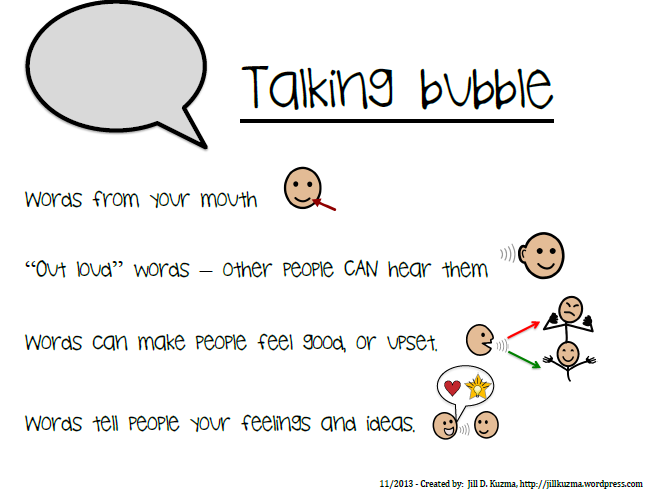 Talking bubble
Words from your mouth
“Out loud” words – other people CAN hear them
Words can make people feel good, or upset.
Words tell people your feelings and ideas.
11/2013 - Created by: Jill D. Kuzma, http://jillkuzma.wordpress.com